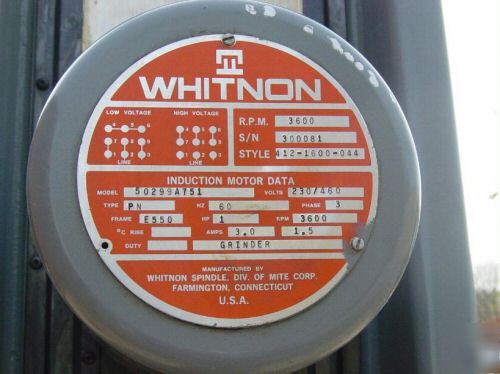 WHITNON
LOW VOLTAGE
HIGH VOLTAGE
LINE
LINE
R.P.M. 3600
S/N 300081
STYLE 412-1600-044
INDUCTION MOTOR DATA
MODEL 50299A751 VOLTS 230/460
TYPE PN HZ 60 PHASE 3
FRAME E550 HP 1 RPM 3600
°C RISE AMPS 3.0 1.5
DUTY GRINDER
MANUFACTURED BY
WHITNON SPINDLE, DIV. OF MITE CORP.
FARMINGTON, CONNECTICUT
U.S.A.